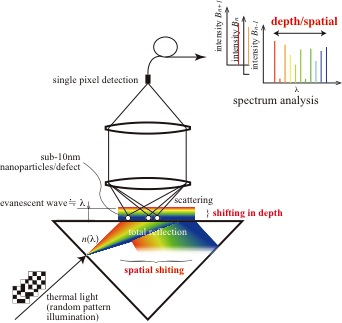 intensity Bn+1
intensity Bn
intensity Bn-1
depth/spatial
λ
spectrum analysis
single pixel detection
sub-10nm
nanoparticles/defect
scattering
evanescent wave≒ λ
} shifting in depth
total reflection
n(λ)
spatial shiting
thermal light
(random pattern
illumination)